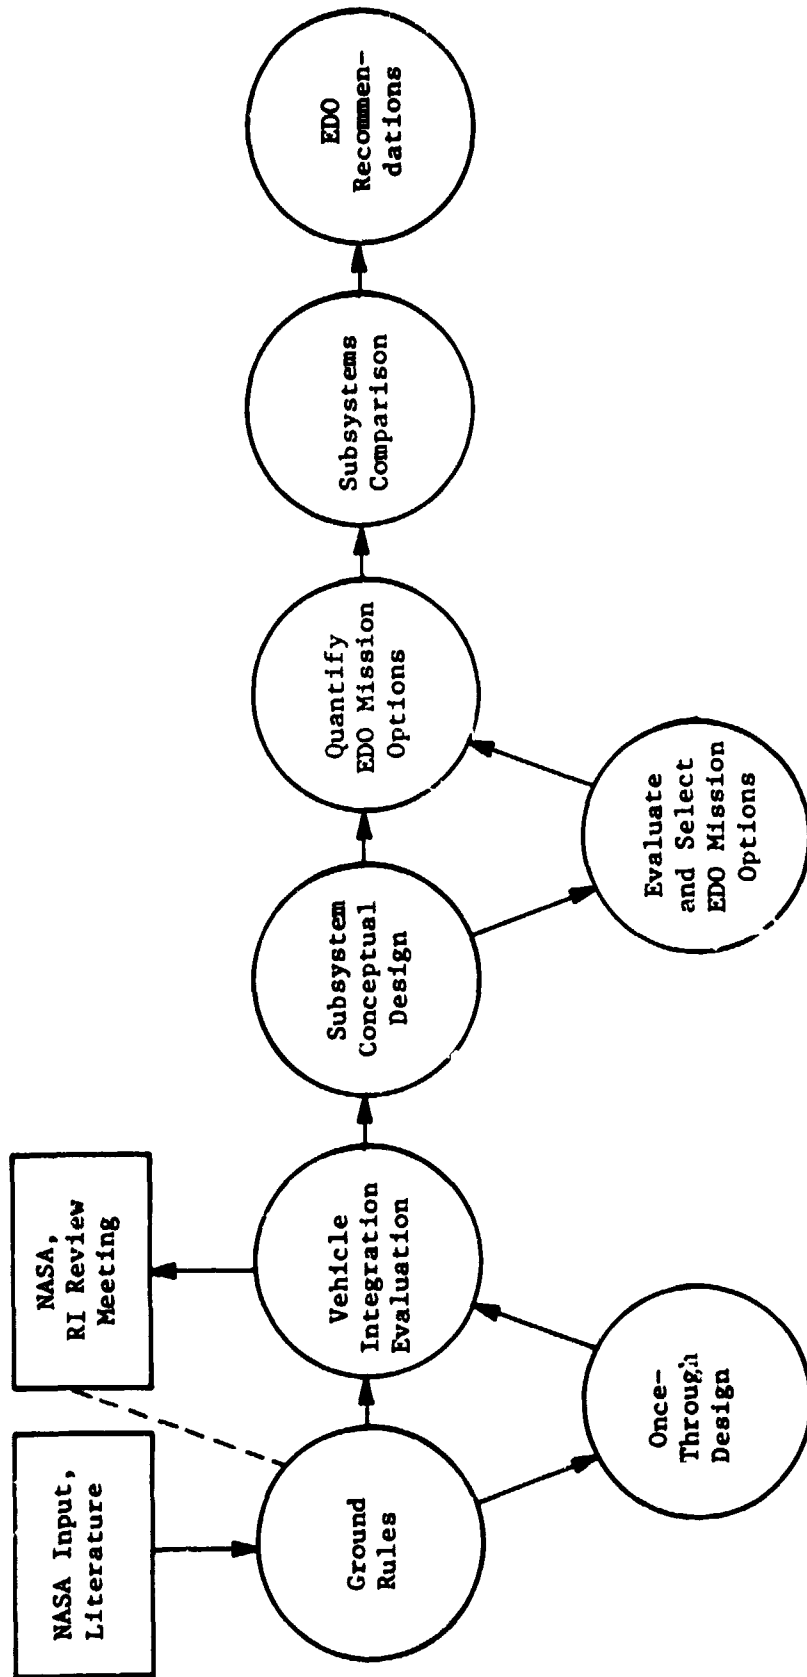 NASA Input,
Literature
NASA,
RI Review
Meeting
Ground
Rules
Vehicle
Integration
Evaluation
Subsystem
Conceptual
Design
Quantify
EDO Mission
Options
Subsystems
Comparison
EDO
Recommen-
dations
Once-
Through
Design
Evaluate
and Select
EDO Mission
Options